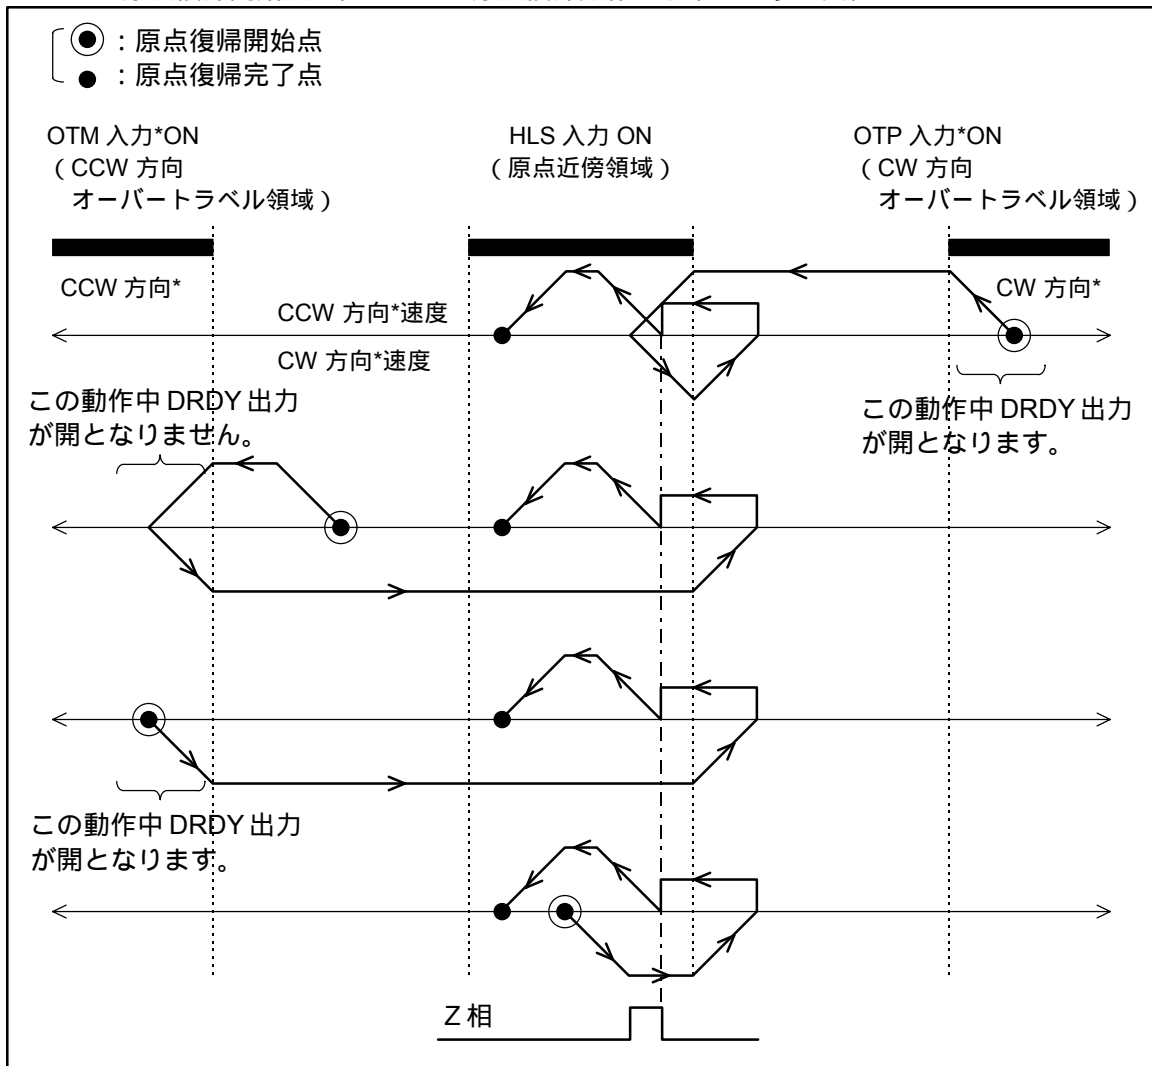 ：原点復帰開始点
：原点復帰完了点
OTM 入力*ON
（CCW 方向
オーバートラベル領域）
HLS 入力 ON
（原点近傍領域）
OTP 入力*ON
（CW 方向
オーバートラベル領域）
CCW 方向*
CCW 方向*速度
CW 方向*速度
CW 方向*
この動作中 DRDY 出力
が開となりません。
この動作中 DRDY 出力
が開となります。
この動作中 DRDY 出力
が開となります。
Z 相